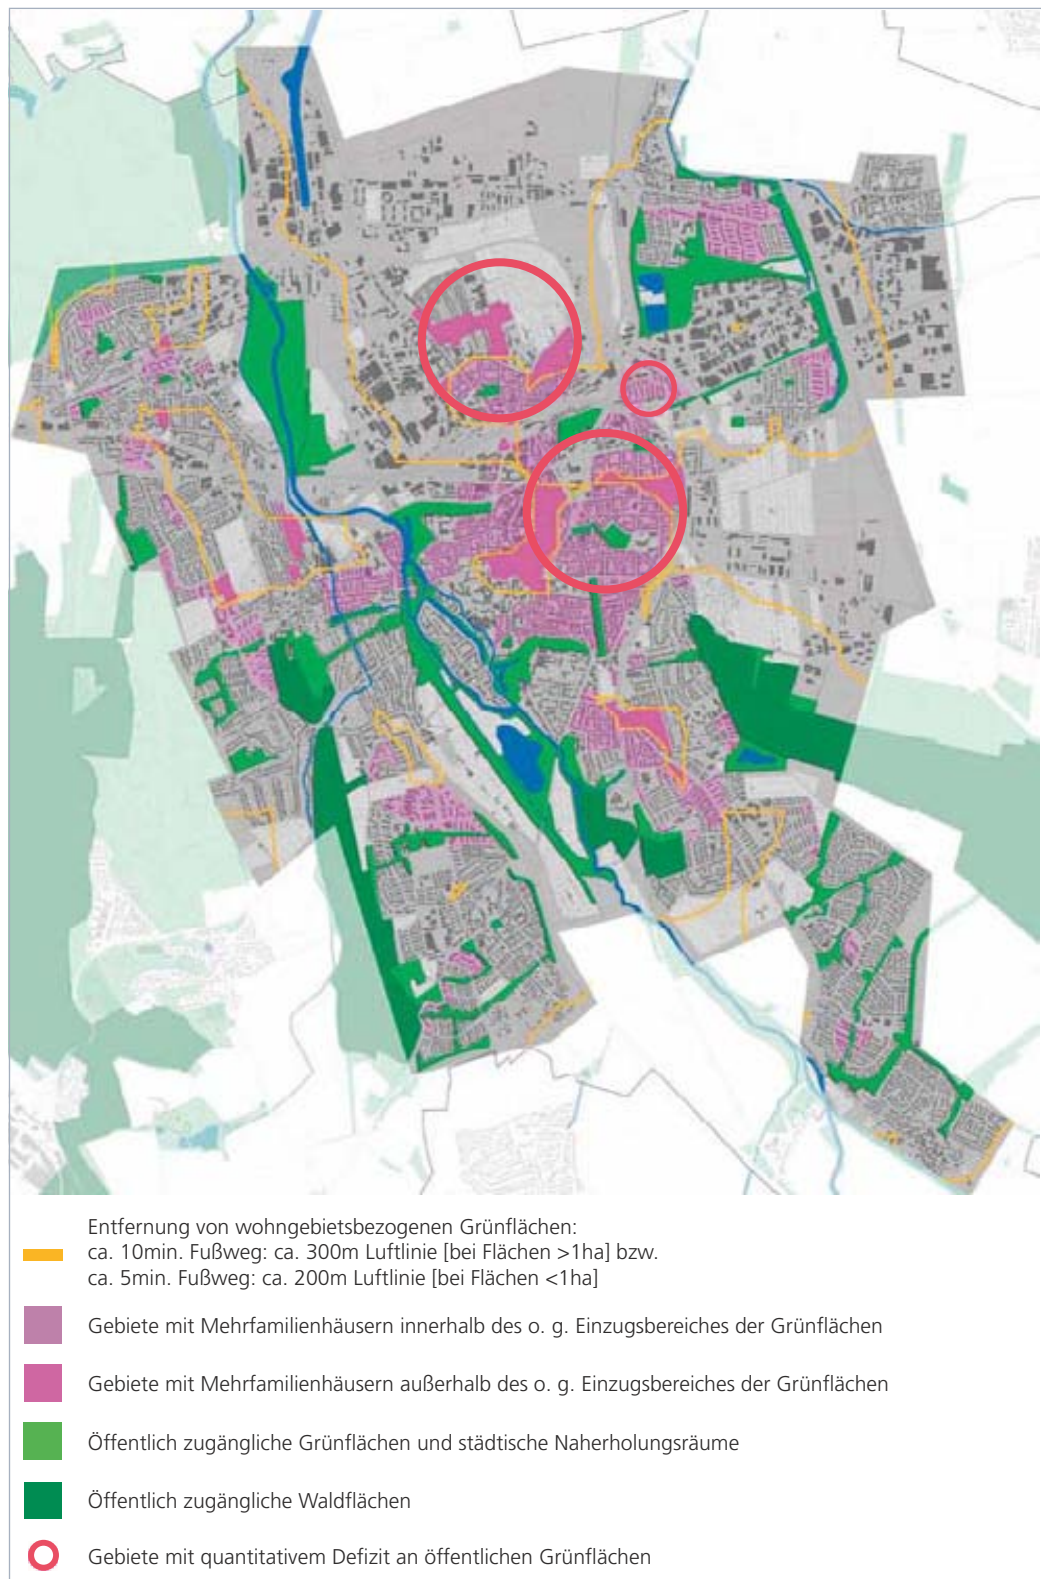 Entfernung von wohngebietsbezogenen Grünflächen:
ca. 10min. Fußweg: ca. 300m Luftlinie [bei Flächen >1ha] bzw.
ca. 5min. Fußweg: ca. 200m Luftlinie [bei Flächen <1ha]
Gebiete mit Mehrfamilienhäusern innerhalb des o. g. Einzugsbereiches der Grünflächen
Gebiete mit Mehrfamilienhäusern außerhalb des o. g. Einzugsbereiches der Grünflächen
Öffentlich zugängliche Grünflächen und städtische Naherholungsräume
Öffentlich zugängliche Waldflächen
Gebiete mit quantitativem Defizit an öffentlichen Grünflächen